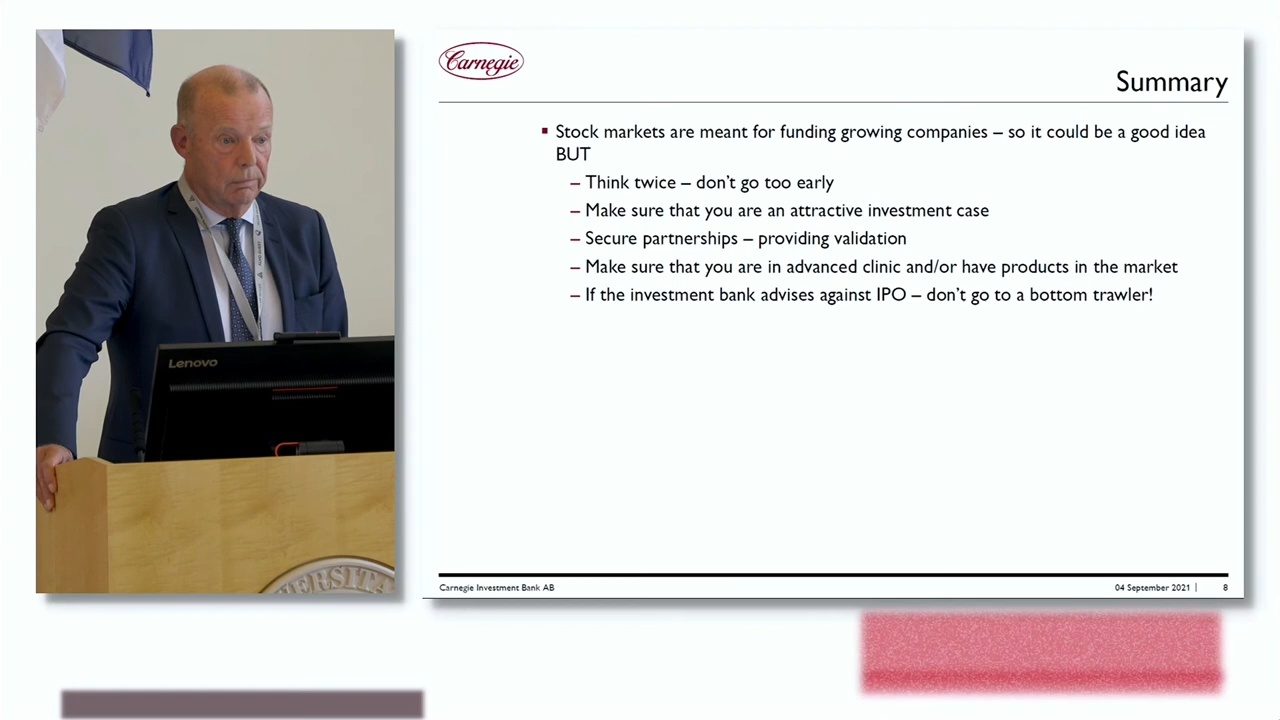 Carnegie
Summary
▪ Stock markets are meant for funding growing companies – so it could be a good idea
BUT
– Think twice – don't go too early
– Make sure that you are an attractive investment case
– Secure partnerships – providing validation
– Make sure that you are in advanced clinic and/or have products in the market
– If the investment bank advises against IPO – don't go to a bottom trawler!
Lenovo
Carnegie Investment Bank AB
04 September 2021 | 8